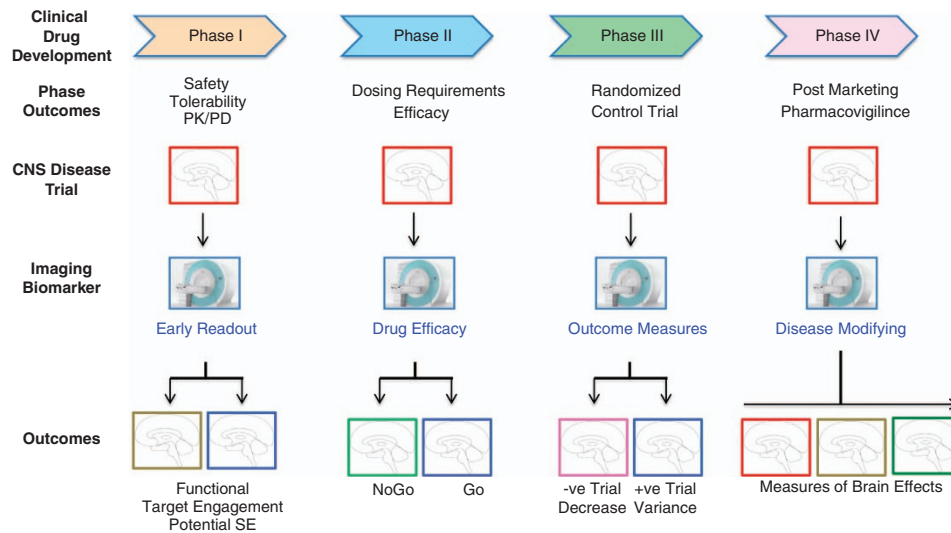 Clinical
Drug
Development
Phase I
Phase II
Phase III
Phase IV
Phase
Outcomes
Safety
Tolerability
PK/PD
Dosing Requirements
Efficacy
Randomized
Control Trial
Post Marketing
Pharmacovigilince
CNS Disease
Trial
Imaging
Biomarker
Early Readout
Drug Efficacy
Outcome Measures
Disease Modifying
Outcomes
Functional
Target Engagement
Potential SE
NoGo
Go
-ve Trial
Decrease
+ve Trial
Variance
Measures of Brain Effects